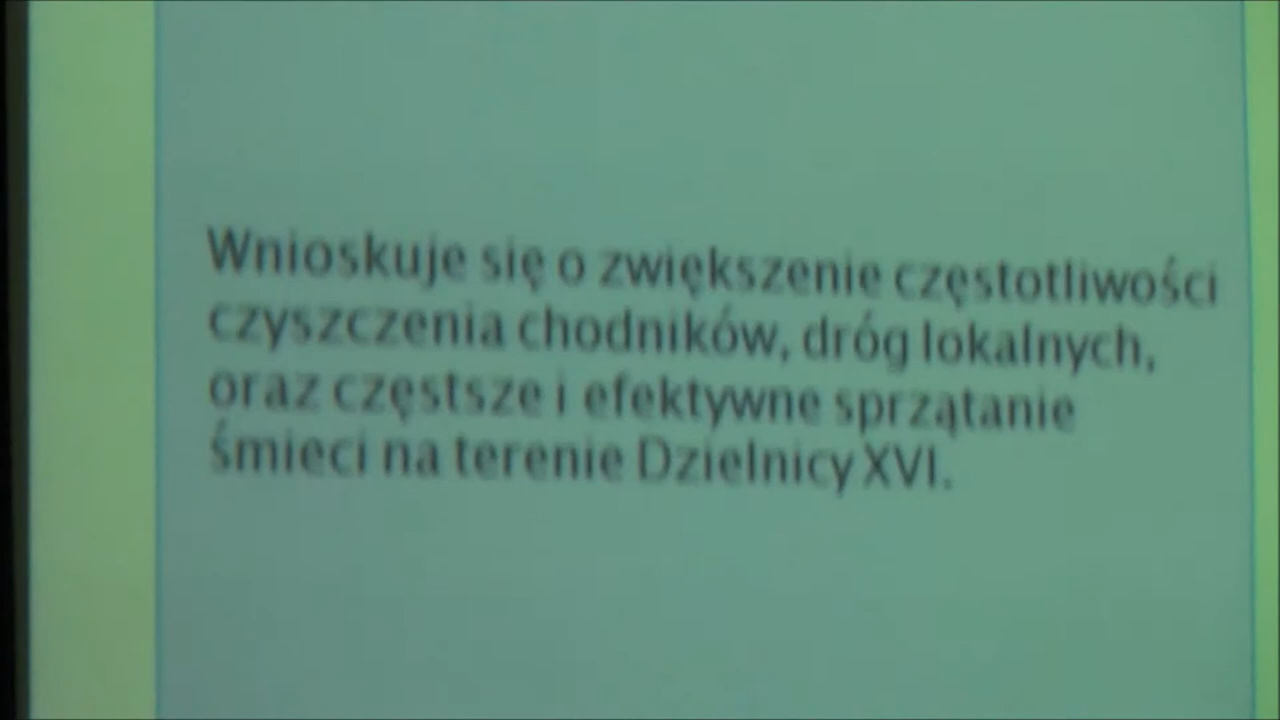 Wnioskuje się o zwiększenie częstotliwości
czyszczenia chodników, dróg lokalnych,
oraz częstsze i efektywne sprzątanie
śmieci na terenie Dzielnicy XVI.